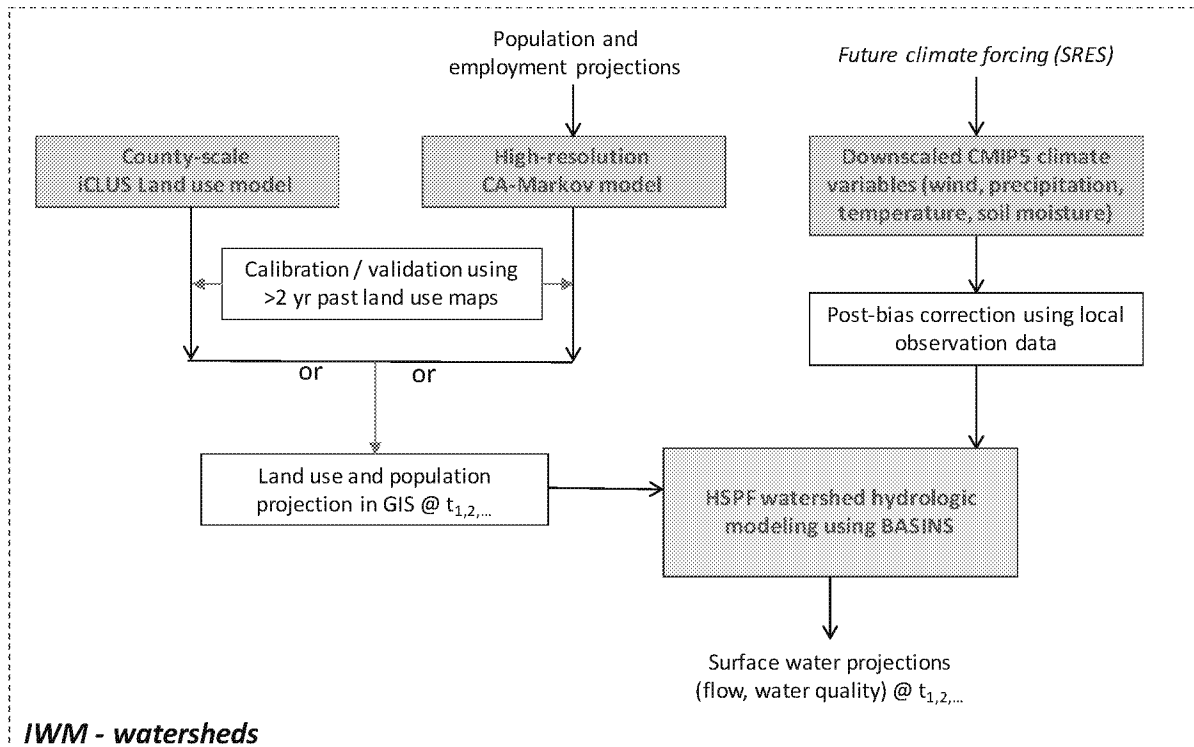 Population and
employment projections
Future climate forcing (SRES)
County-scale
iCLUS Land use model
High-resolution
CA-Markov model
Downscaled CMIP5 climate
variables (wind, precipitation,
temperature, soil moisture)
Calibration / validation using
>2 yr past land use maps
Post-bias correction using local
observation data
or
or
Land use and population
projection in GIS @ t1,2,...
HSPF watershed hydrologic
modeling using BASINS
Surface water projections
(flow, water quality) @ t1,2,...
IWM - watersheds